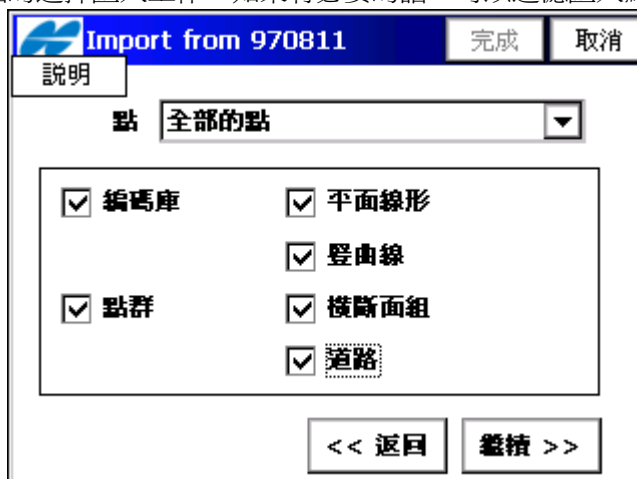 Import from 970811 完成 取消
説明
點 全部的點
編碼庫 平面線形
豎曲線
點群 橫斷面組
道路
<< 返回 繼續 >>